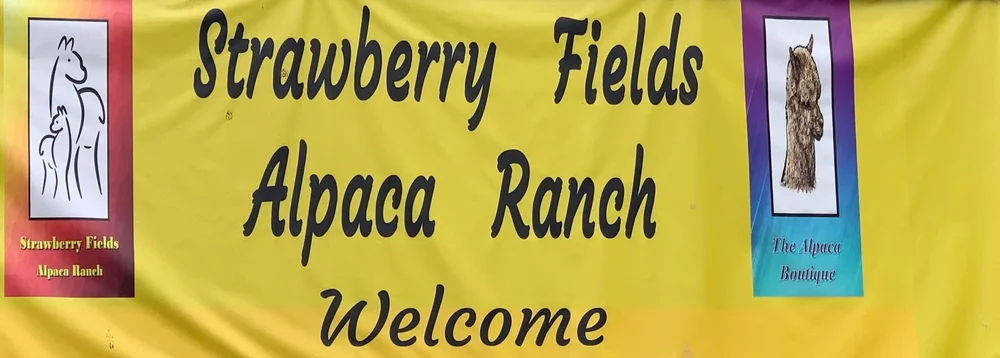 Strawberry Fields
Alpaca Ranch
Welcome
Strawberry Fields
Alpaca Ranch
The Alpaca
Boutique